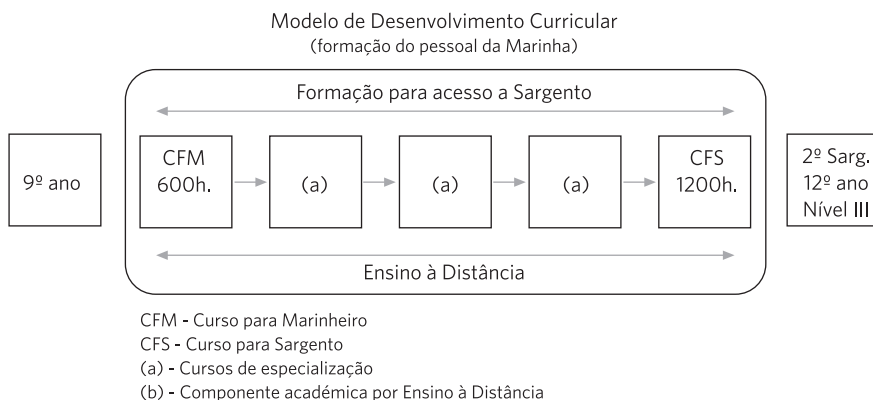 Modelo de Desenvolvimento Curricular
(formação do pessoal da Marinha)
Formação para acesso a Sargento
9º ano
CFM
600h.
(a)
(a)
(a)
CFS
1200h.
2º Sarg.
12º ano
Nível III
Ensino à Distância
CFM - Curso para Marinheiro
CFS - Curso para Sargento
(a) - Cursos de especialização
(b) - Componente académica por Ensino à Distância